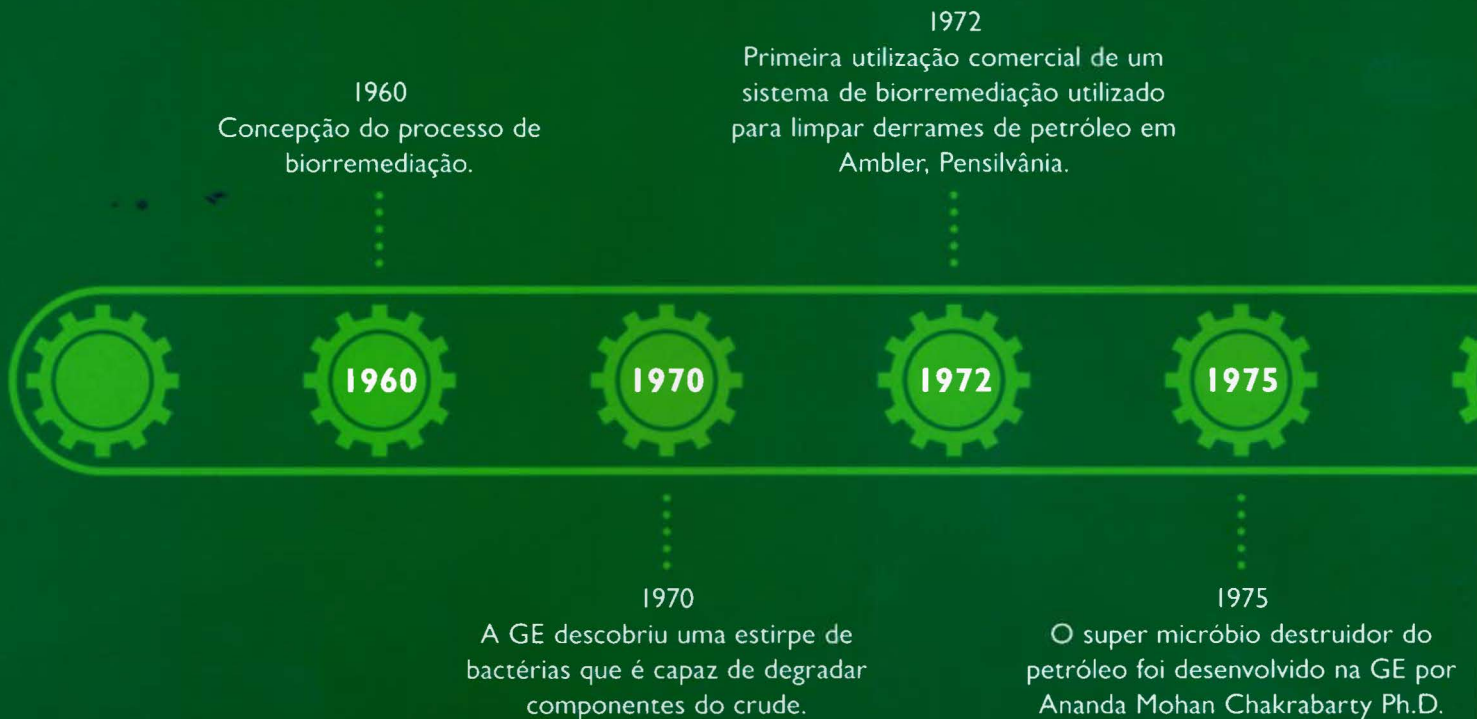 1972
Primeira utilização comercial de um
sistema de biorremediação utilizado
para limpar derrames de petróleo em
Ambler, Pensilvânia.
1960
Concepção do processo de
biorremediação.
1960
1970
1972
1975
1970
A GE descobriu uma estirpe de
bactérias que é capaz de degradar
componentes do crude.
1975
O super micróbio destruidor do
petróleo foi desenvolvido na GE por
Ananda Mohan Chakrabarty Ph.D.